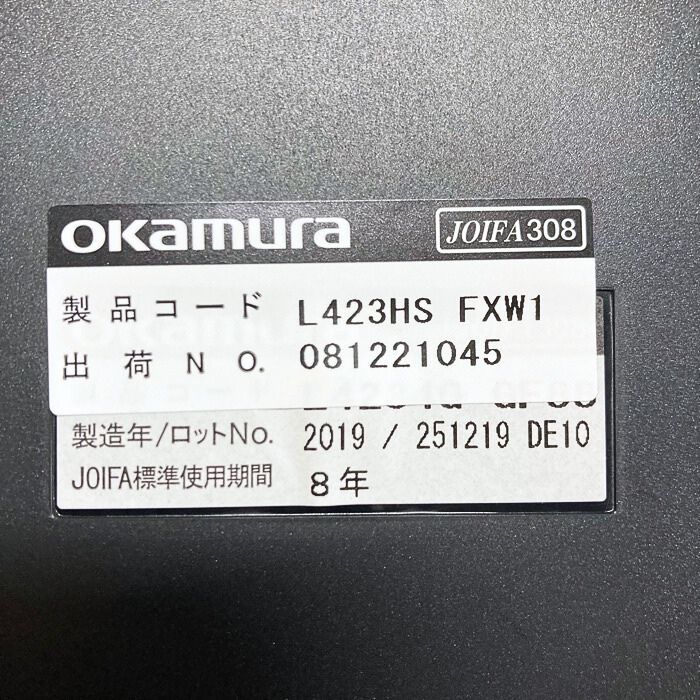 okamura JOIFA308
製品コード L423HS FXW1
出荷NO. 081221045
製造年/ロットNo. 2019 / 251219 DE10
JOIFA標準使用期間 8年